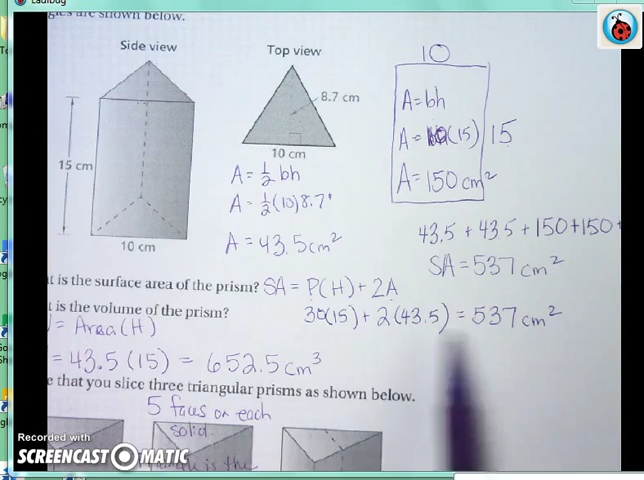 Ladibug
gles are shown below.
Side view
Top view
10
8.7 cm
15 cm
10 cm
10 cm
A = bh
A = 10(15)
15
A = 150 cm²
A = ½ bh
A = ½ (10) 8.7
A = 43.5 cm²
43.5 + 43.5 + 150 + 150 +
SA = 537 cm²
t is the surface area of the prism? SA = P(H) + 2A
30(15) + 2(43.5) = 537 cm²
t is the volume of the prism?
= Area (H)
= 43.5 (15) = 652.5 cm³
e that you slice three triangular prisms as shown below.
5 faces on each
solid.
is the
Recorded with
SCREENCAST MATIC